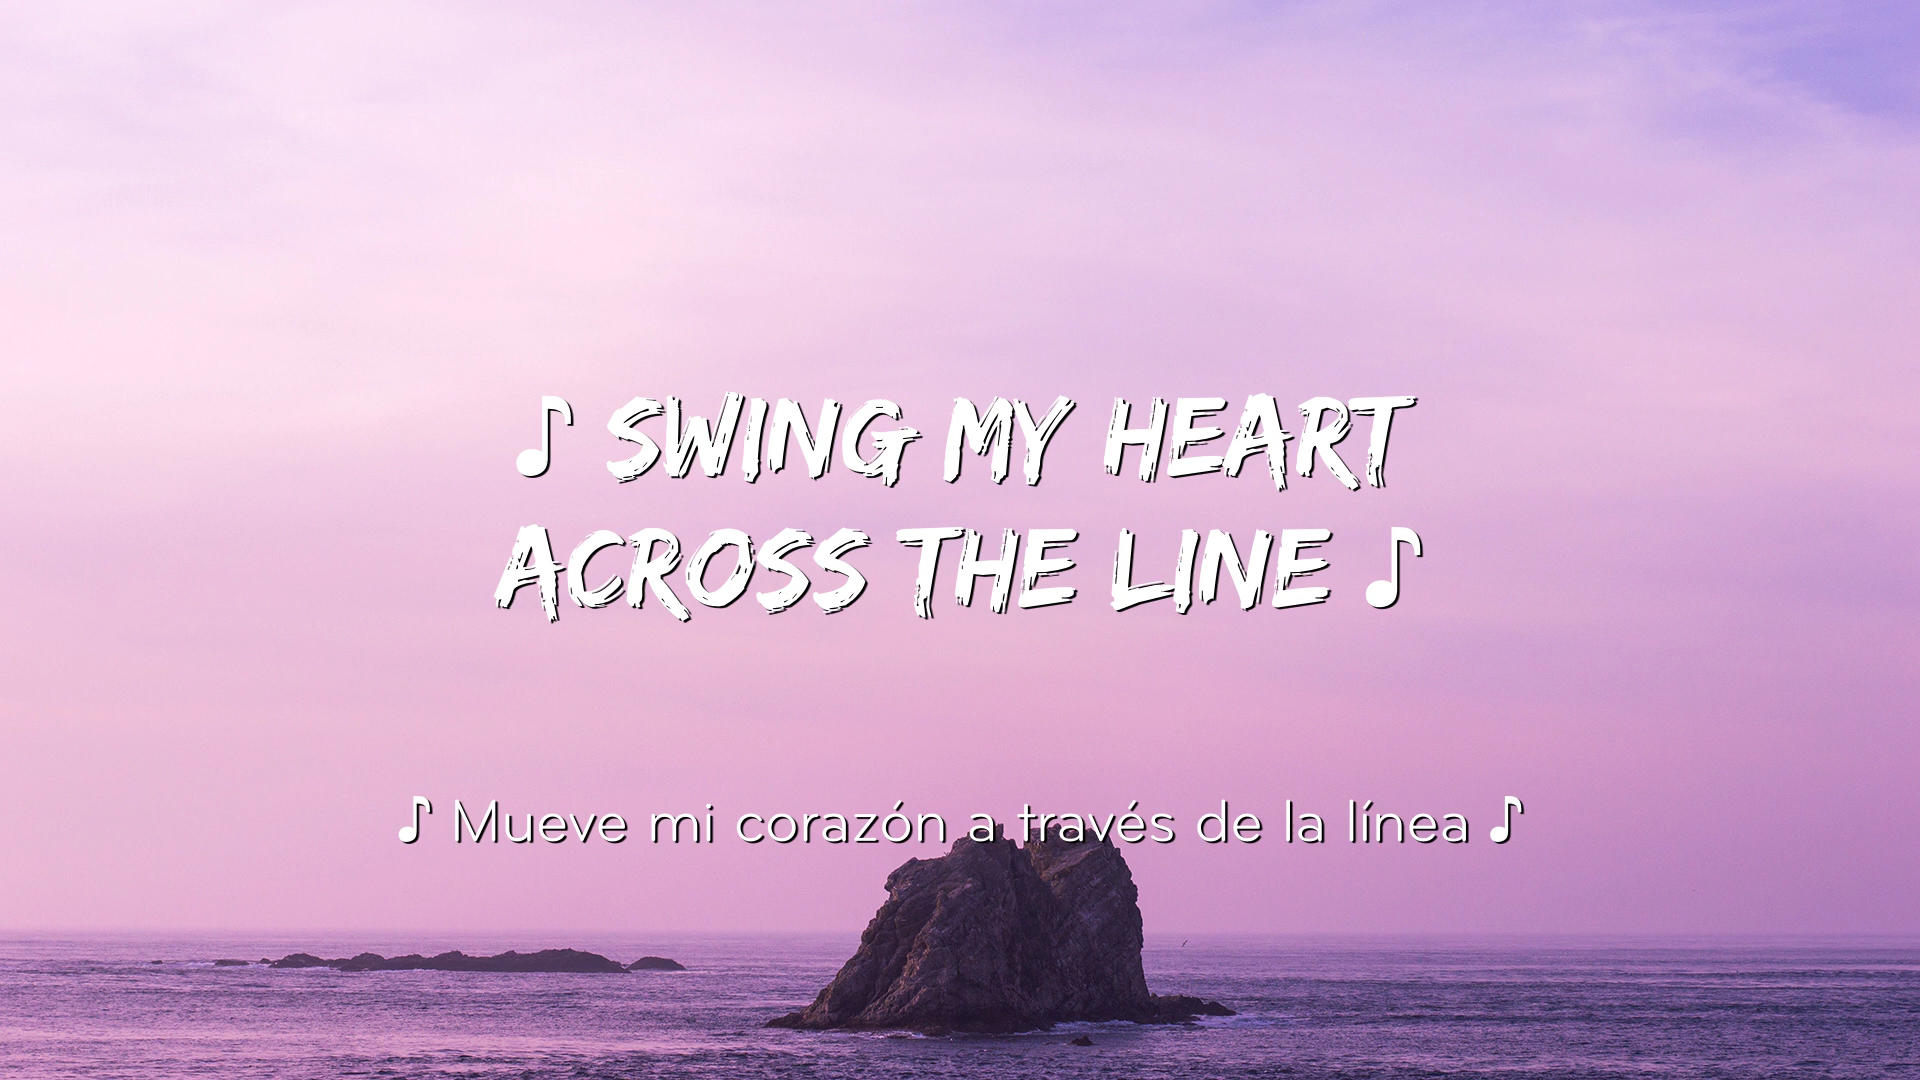 ♪ SWING MY HEART
ACROSS THE LINE ♪
♪ Mueve mi corazón a través de la línea ♪